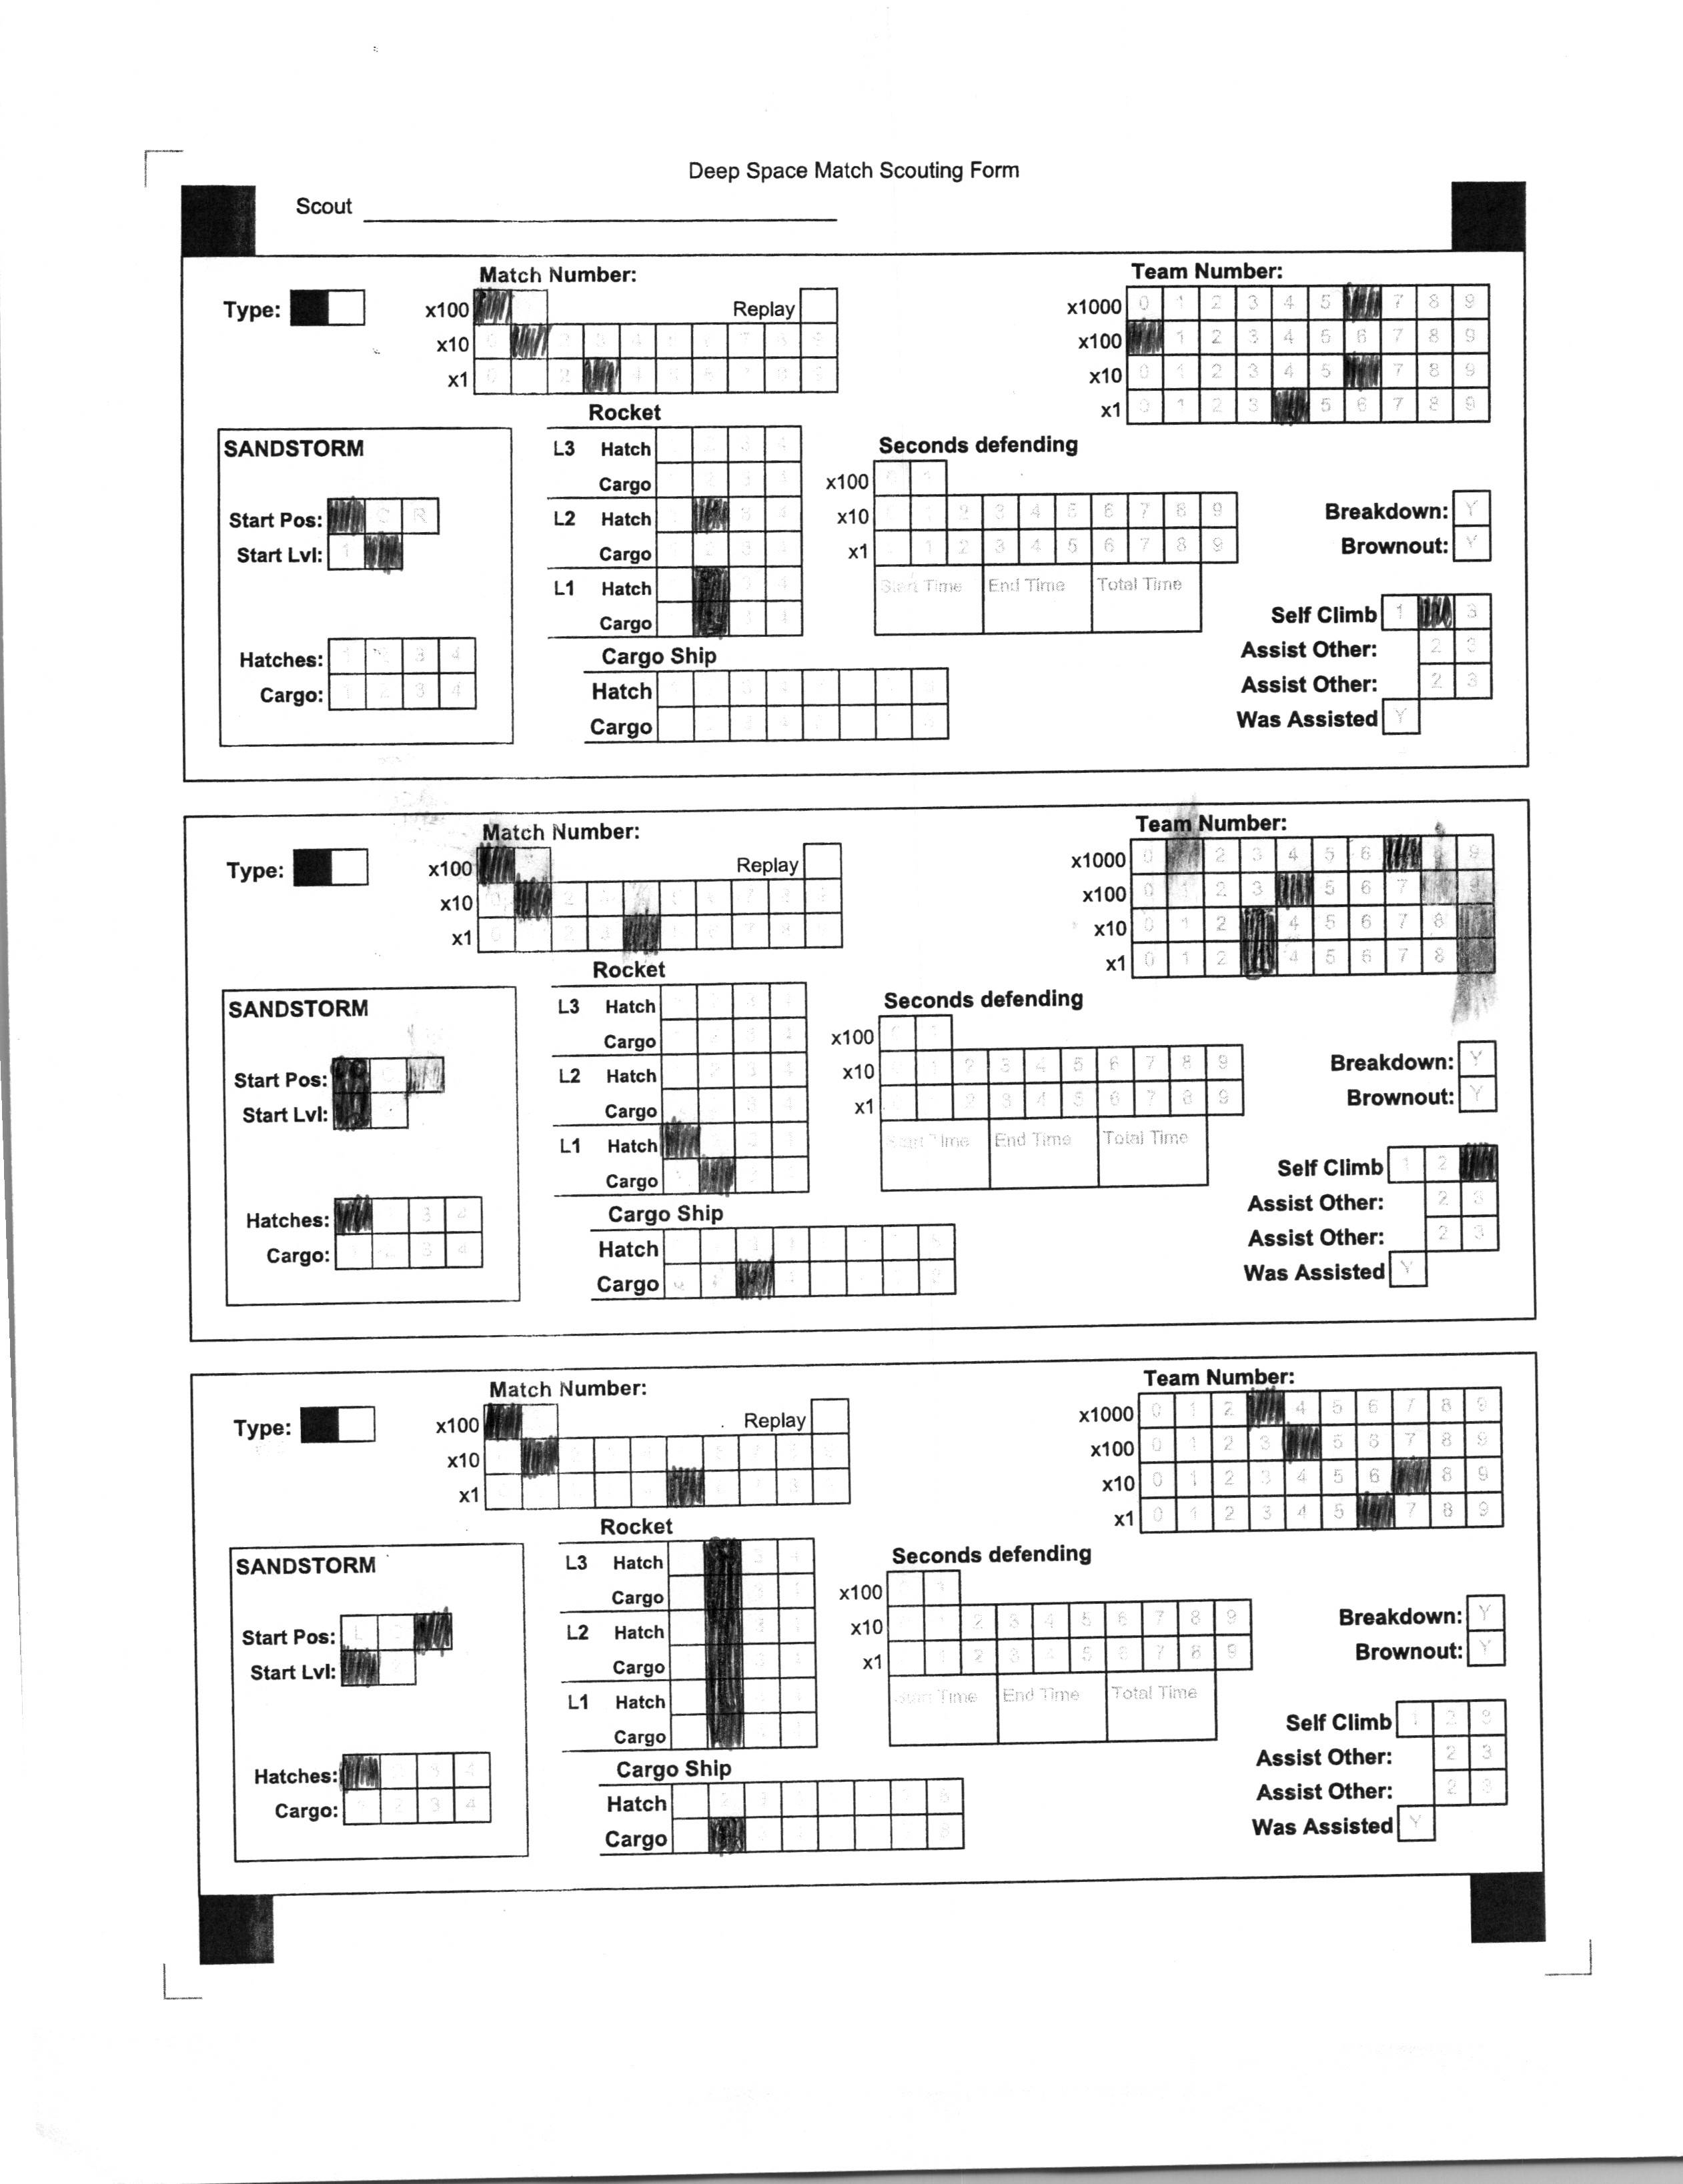 Deep Space Match Scouting Form
Scout
Match Number:
Team Number:
Type:
x100
Replay
x10
x1
x1000 0 1 2 3 4 5 7 8 9
x100 1 2 3 4 5 6 7 8 9
x10 0 1 2 3 4 5 7 8 9
x1 0 1 2 3 5 6 7 8 9
Rocket
SANDSTORM
L3 Hatch
Cargo
L2 Hatch
Cargo
L1 Hatch
Cargo
Seconds defending
x100
x10 2 3 4 5 6 7 8 9
x1 1 2 3 4 5 6 7 8 9
Start Time End Time Total Time
Start Pos: C R
Start Lvl: 1
Breakdown: Y
Brownout: Y
Self Climb 1 3
Assist Other: 2 3
Assist Other: 2 3
Was Assisted Y
Hatches: 1 2 3 4
Cargo: 1 2 3 4
Cargo Ship
Hatch
Cargo
Match Number:
Team Number:
Type:
x100
Replay
x10
x1
x1000 0 2 3 4 5 6 9
x100 0 1 2 3 5 6 7
x10 0 1 2 4 5 6 7 8
x1 0 1 2 4 5 6 7 8
Rocket
SANDSTORM
L3 Hatch
Cargo
L2 Hatch
Cargo
L1 Hatch
Cargo
Seconds defending
x100
x10 1 2 3 4 5 6 7 8 9
x1 2 3 4 5 6 7 8 9
Start Time End Time Total Time
Start Pos:
Start Lvl:
Breakdown: Y
Brownout: Y
Self Climb 1 2
Assist Other: 2 3
Assist Other: 2 3
Was Assisted Y
Hatches: 3 4
Cargo: 3 4
Cargo Ship
Hatch
Cargo
Match Number:
Team Number:
Type:
x100
Replay
x10
x1
x1000 0 1 2 4 5 6 7 8 9
x100 0 1 2 3 5 6 7 8 9
x10 0 1 2 3 4 5 6 8 9
x1 0 1 2 3 4 5 7 8 9
Rocket
SANDSTORM
L3 Hatch
Cargo
L2 Hatch
Cargo
L1 Hatch
Cargo
Seconds defending
x100
x10 1 2 3 4 5 6 7 8 9
x1 1 2 3 4 5 6 7 8 9
Start Time End Time Total Time
Start Pos: L
Start Lvl:
Breakdown: Y
Brownout: Y
Self Climb 1 2 3
Assist Other: 2 3
Assist Other: 2 3
Was Assisted Y
Hatches: 3 4
Cargo: 2 3 4
Cargo Ship
Hatch
Cargo